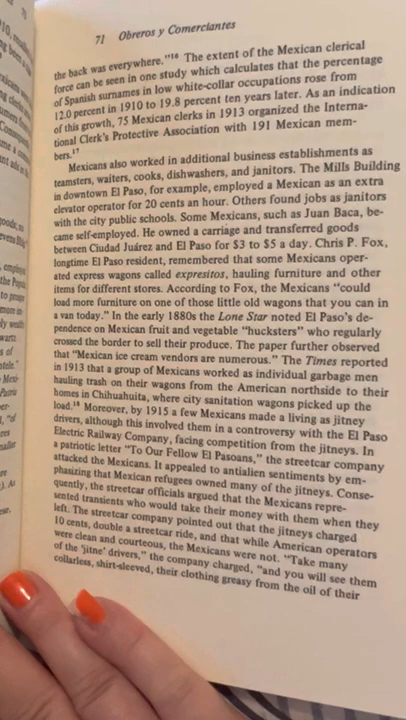 71 Obreros y Comerciantes
the back was everywhere."16 The extent of the Mexican clerical
force can be seen in one study which calculates that the percentage
of Spanish surnames in low white-collar occupations rose from
12.0 percent in 1910 to 19.8 percent ten years later. As an indication
of this growth, 75 Mexican clerks in 1913 organized the Interna-
tional Clerk's Protective Association with 191 Mexican mem-
bers.17
Mexicans also worked in additional business establishments as
teamsters, waiters, cooks, dishwashers, and janitors. The Mills Building
in downtown El Paso, for example, employed a Mexican as an extra
elevator operator for 20 cents an hour. Others found jobs as janitors
with the city public schools. Some Mexicans, such as Juan Baca, be-
came self-employed. He owned a carriage and transferred goods
between Ciudad Juárez and El Paso for $3 to $5 a day. Chris P. Fox,
longtime El Paso resident, remembered that some Mexicans oper-
ated express wagons called expresitos, hauling furniture and other
items for different stores. According to Fox, the Mexicans "could
load more furniture on one of those little old wagons that you can in
a van today." In the early 1880s the Lone Star noted El Paso's de-
pendence on Mexican fruit and vegetable "hucksters" who regularly
crossed the border to sell their produce. The paper further observed
that "Mexican ice cream vendors are numerous." The Times reported
in 1913 that a group of Mexicans worked as individual garbage men
hauling trash on their wagons from the American northside to their
homes in Chihuahuita, where city sanitation wagons picked up the
load.18 Moreover, by 1915 a few Mexicans made a living as jitney
drivers, although this involved them in a controversy with the El Paso
Electric Railway Company, facing competition from the jitneys. In
a patriotic letter "To Our Fellow El Pasoans," the streetcar company
attacked the Mexicans. It appealed to antialien sentiments by em-
phasizing that Mexican refugees owned many of the jitneys. Conse-
quently, the streetcar officials argued that the Mexicans repre-
sented transients who would take their money with them when they
left. The streetcar company pointed out that the jitneys charged
10 cents, double a streetcar ride, and that while American operators
were clean and courteous, the Mexicans were not. "Take many
of the 'jitne' drivers," the company charged, "and you will see them
collarless, shirt-sleeved, their clothing greasy from the oil of their